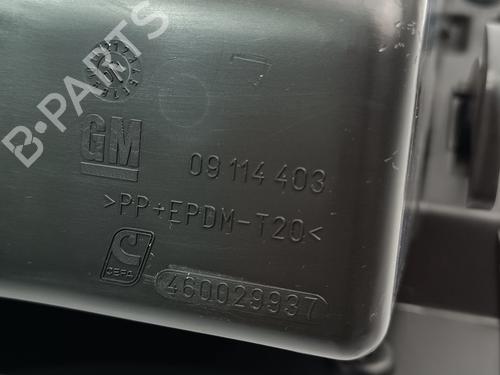 B-PARTS
GM
09 114 403
>PP+EPDM-T20<
CEPA
460029937